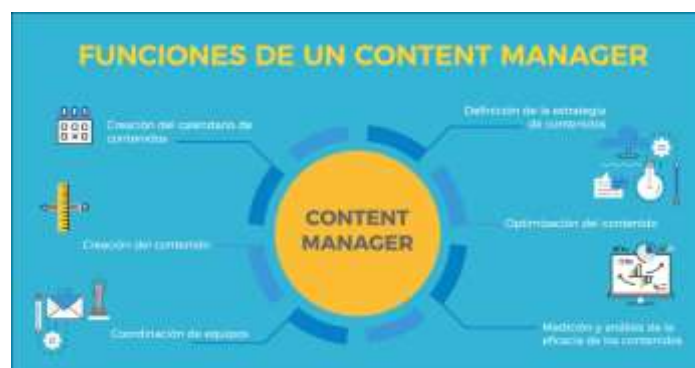 FUNCIONES DE UN CONTENT MANAGER
Creación del calendario de
contenidos
Creación del contenido
Coordinación de equipos
CONTENT
MANAGER
Definición de la estrategia
de contenidos
Optimización del contenido
Medición y análisis de la
eficacia de los contenidos